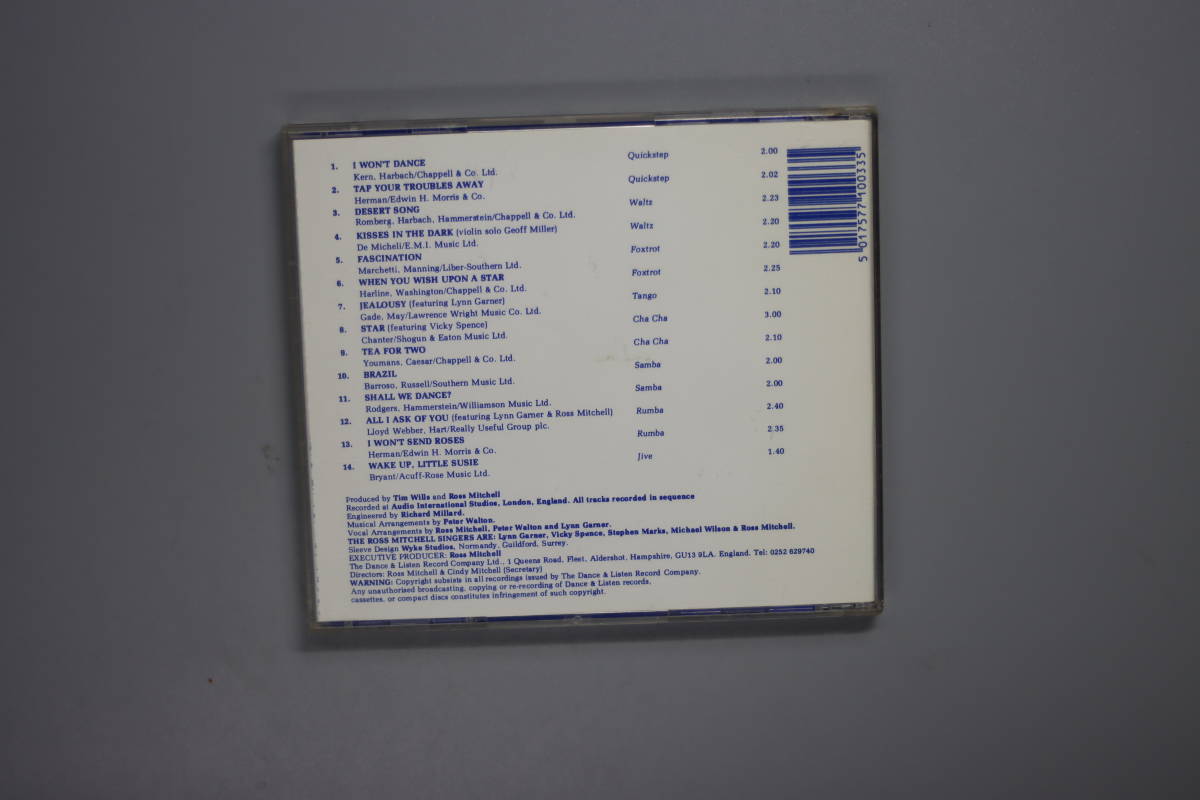 1. I WON'T DANCE Quickstep 2.00
Kern, Harbach/Chappell & Co. Ltd.
2. TAP YOUR TROUBLES AWAY Quickstep 2.02
Herman/Edwin H. Morris & Co.
3. DESERT SONG Waltz 2.23
Romberg, Harbach, Hammerstein/Chappell & Co. Ltd.
4. KISSES IN THE DARK (violin solo Geoff Miller) Waltz 2.20
De Micheli/E.M.I. Music Ltd.
5. FASCINATION Foxtrot 2.20
Marchetti, Manning/Liber-Southern Ltd.
6. WHEN YOU WISH UPON A STAR Foxtrot 2.25
Harline, Washington/Chappell & Co. Ltd.
7. JEALOUSY (featuring Lynn Garner) Tango 2.10
Gade, May/Lawrence Wright Music Co. Ltd.
8. STAR (featuring Vicky Spence) Cha Cha 3.00
Chanter/Shogun & Eaton Music Ltd.
9. TEA FOR TWO Cha Cha 2.10
Youmans, Caesar/Chappell & Co. Ltd.
10. BRAZIL Samba 2.00
Barroso, Russell/Southern Music Ltd.
11. SHALL WE DANCE? Samba 2.00
Rodgers, Hammerstein/Williamson Music Ltd.
12. ALL I ASK OF YOU (featuring Lynn Garner & Ross Mitchell) Rumba 2.40
Lloyd Webber, Hart/Really Useful Group plc.
13. I WON'T SEND ROSES Rumba 2.35
Herman/Edwin H. Morris & Co.
14. WAKE UP, LITTLE SUSIE Jive 1.40
Bryant/Acuff-Rose Music Ltd.
Produced by Tim Wills and Ross Mitchell
Recorded at Audio International Studios, London, England. All tracks recorded in sequence
Engineered by Richard Millard.
Musical Arrangements by Peter Walton.
Vocal Arrangements by Ross Mitchell, Peter Walton and Lynn Garner.
THE ROSS MITCHELL SINGERS ARE: Lynn Garner, Vicky Spence, Stephen Marks, Michael Wilson & Ross Mitchell.
Sleeve Design Wyke Studios, Normandy, Guildford, Surrey.
EXECUTIVE PRODUCER: Ross Mitchell
The Dance & Listen Record Company Ltd., 1 Queens Road, Fleet, Aldershot, Hampshire, GU13 9LA, England. Tel: 0252 629740
Directors: Ross Mitchell & Cindy Mitchell (Secretary)
WARNING: Copyright subsists in all recordings issued by The Dance & Listen Record Company.
Any unauthorised broadcasting, copying or re-recording of Dance & Listen records,
cassettes, or compact discs constitutes infringement of such copyright.
5 017577 100335